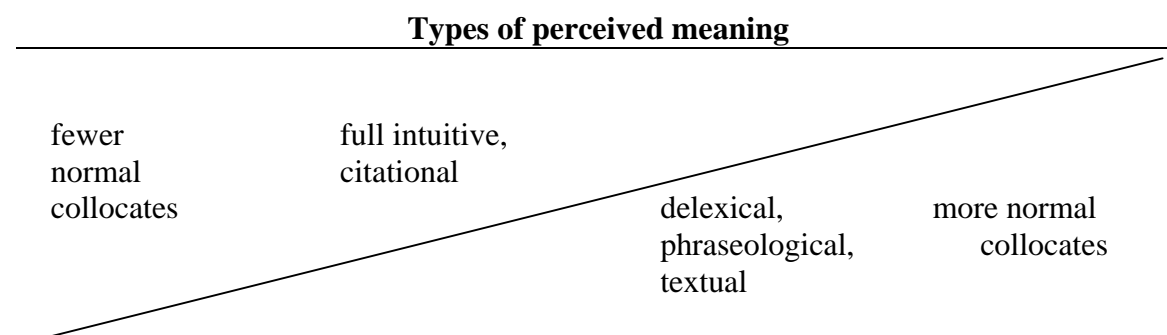 Types of perceived meaning
fewer
normal
collocates
full intuitive,
citational
delexical,
phraseological,
textual
more normal
collocates